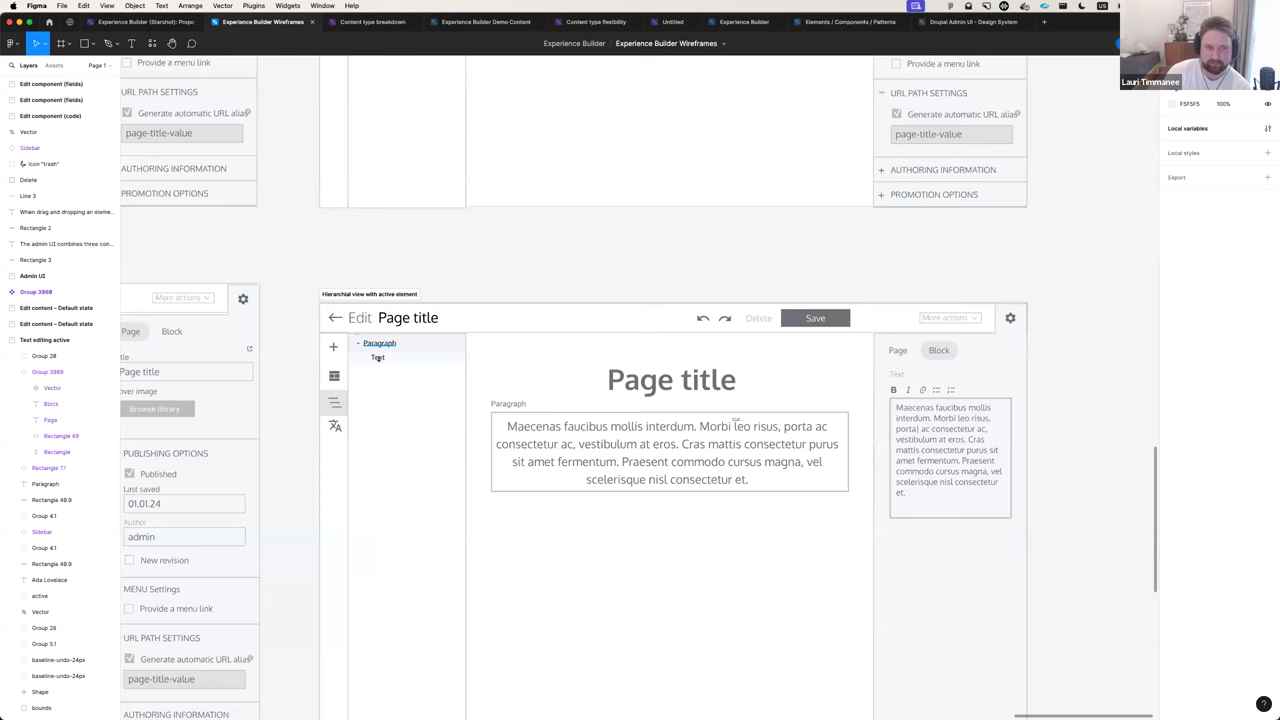 Figma File Edit View Object Text Arrange Vector Plugins Widget Window Help
US
Experience Builder (Starshot): Propo
Experience Builder Wireframes
Content type breakdown
Experience Builder Demo Content
Content type flexibility
Untitled
Experience Builder
Elements / Components / Patterns
Drupal Admin UI - Design System
Experience Builder / Experience Builder Wireframes
Lauri Timmanee
Layers Assets Page 1
Edit component (fields)
Edit component (fields)
Edit component (code)
Vector
Sidebar
icon "trash"
Delete
Line 3
When drag and dropping an eleme...
Rectangle 2
The admin UI combines three con...
Rectangle 3
Admin UI
Group 3960
Edit content – Default state
Edit content – Default state
Text editing active
Group 20
Group 3969
Vector
Block
Page
Rectangle 49
Rectangle
Rectangle 7.1
Paragraph
Rectangle 40.9
Group 4.1
Sidebar
Group 4.1
Rectangle 40.9
Ada Lovelace
active
Vector
Group 28
Group 5.1
baseline-undo-24px
baseline-undo-24px
Shape
bounds
Provide a menu link
URL PATH SETTINGS
Generate automatic URL alias
page-title-value
AUTHORING INFORMATION
PROMOTION OPTIONS
Provide a menu link
URL PATH SETTINGS
Generate automatic URL alias
page-title-value
AUTHORING INFORMATION
PROMOTION OPTIONS
More actions
Page Block
Page title
Browse library
PUBLISHING OPTIONS
Published
Last saved
01.01.24
Author
admin
New revision
MENU Settings
Provide a menu link
URL PATH SETTINGS
Generate automatic URL alias
page-title-value
AUTHORING INFORMATION
Hierarchial view with active element
Edit Page title
Delete
Save
More actions
Paragraph
Text
Page title
Paragraph
Maecenas faucibus mollis interdum. Morbi leo risus, porta ac
consectetur ac, vestibulum at eros. Cras mattis consectetur purus
sit amet fermentum. Praesent commodo cursus magna, vel
scelerisque nisl consectetur et.
Page Block
Text
B I
Maecenas faucibus mollis
interdum. Morbi leo risus,
porta| ac consectetur ac,
vestibulum at eros. Cras
mattis consectetur purus
sit amet fermentum.
Praesent commodo
cursus magna, vel
scelerisque nisl consectetur
et.
F5F5F5 100%
Local variables
Local styles
Export
?